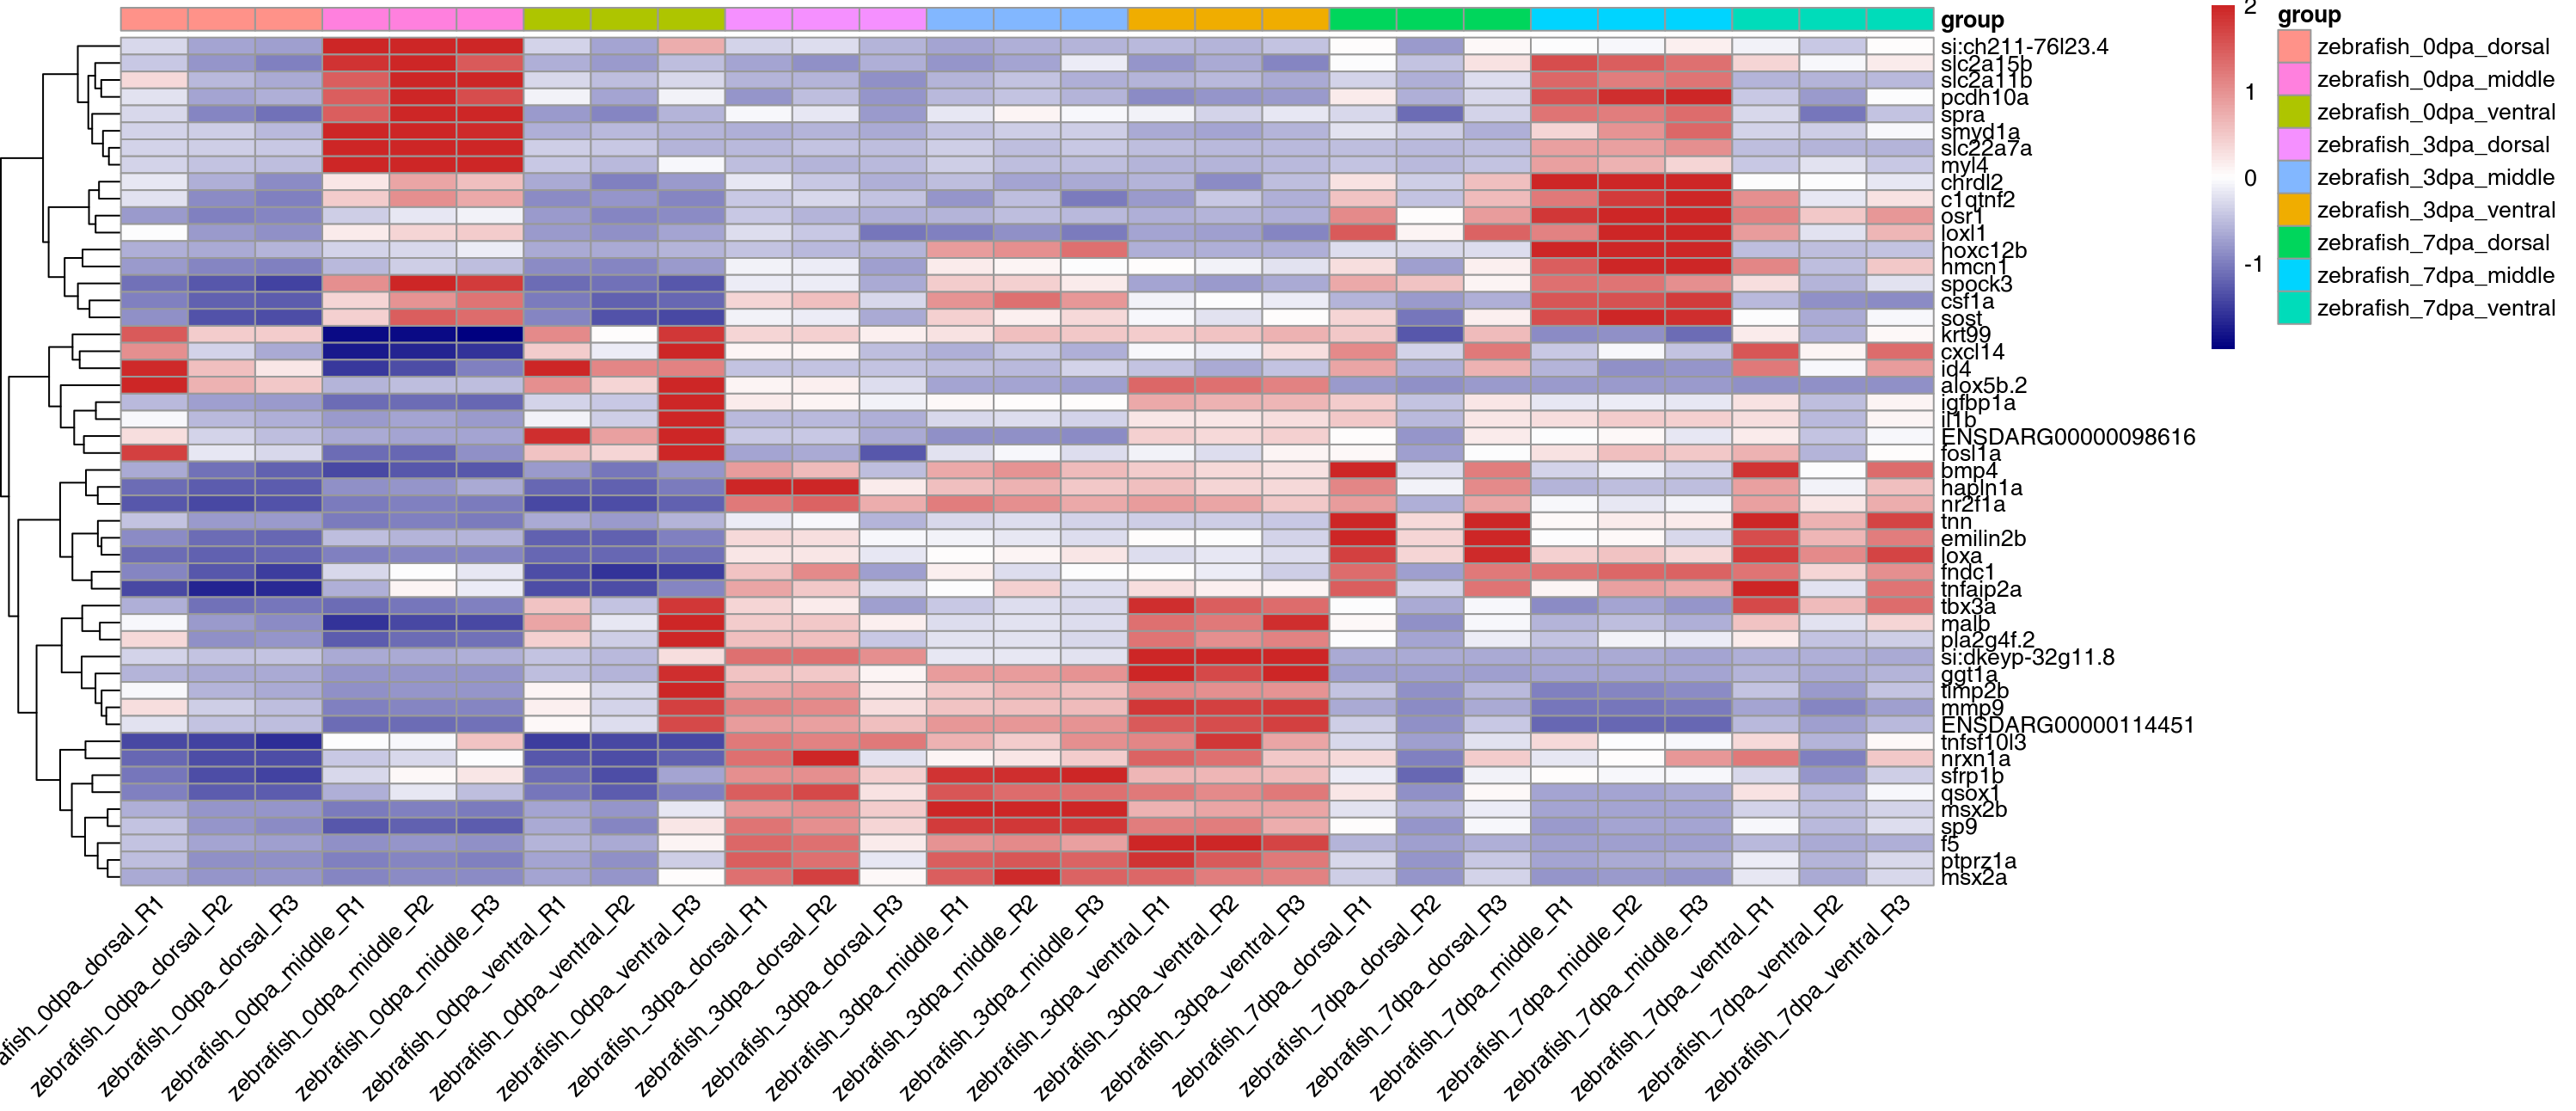 group
si:ch211-76l23.4
slc2a15b
slc2a11b
pcdh10a
spra
smyd1a
slc22a7a
myl4
chrdl2
c1qtnf2
osr1
loxl1
hoxc12b
hmcn1
spock3
csf1a
sost
krt99
cxcl14
id4
alox5b.2
igfbp1a
il1b
ENSDARG00000098616
fosl1a
bmp4
hapln1a
nr2f1a
tnn
emilin2b
loxa
fndc1
tnfaip2a
tbx3a
malb
pla2g4f.2
si:dkeyp-32g11.8
ggt1a
timp2b
mmp9
ENSDARG00000114451
tnfsf10l3
nrxn1a
sfrp1b
qsox1
msx2b
sp9
f5
ptprz1a
msx2a
afish_0dpa_dorsal_R1
zebrafish_0dpa_dorsal_R2
zebrafish_0dpa_dorsal_R3
zebrafish_0dpa_middle_R1
zebrafish_0dpa_middle_R2
zebrafish_0dpa_middle_R3
zebrafish_0dpa_ventral_R1
zebrafish_0dpa_ventral_R2
zebrafish_0dpa_ventral_R3
zebrafish_3dpa_dorsal_R1
zebrafish_3dpa_dorsal_R2
zebrafish_3dpa_dorsal_R3
zebrafish_3dpa_middle_R1
zebrafish_3dpa_middle_R2
zebrafish_3dpa_middle_R3
zebrafish_3dpa_ventral_R1
zebrafish_3dpa_ventral_R2
zebrafish_3dpa_ventral_R3
zebrafish_7dpa_dorsal_R1
zebrafish_7dpa_dorsal_R2
zebrafish_7dpa_dorsal_R3
zebrafish_7dpa_middle_R1
zebrafish_7dpa_middle_R2
zebrafish_7dpa_middle_R3
zebrafish_7dpa_ventral_R1
zebrafish_7dpa_ventral_R2
zebrafish_7dpa_ventral_R3
2
1
0
-1
group
zebrafish_0dpa_dorsal
zebrafish_0dpa_middle
zebrafish_0dpa_ventral
zebrafish_3dpa_dorsal
zebrafish_3dpa_middle
zebrafish_3dpa_ventral
zebrafish_7dpa_dorsal
zebrafish_7dpa_middle
zebrafish_7dpa_ventral